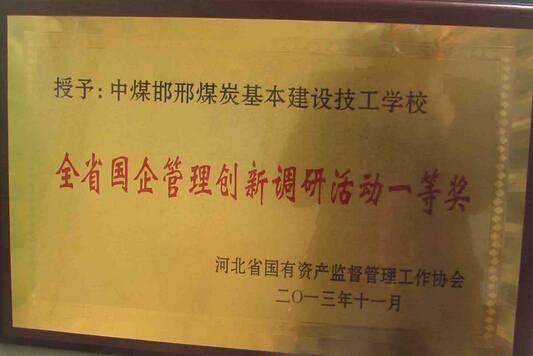 授予：中煤邯邢煤炭基本建设技工学校
全省国企管理创新调研活动一等奖
河北省国有资产监督管理工作协会
二〇一三年十一月